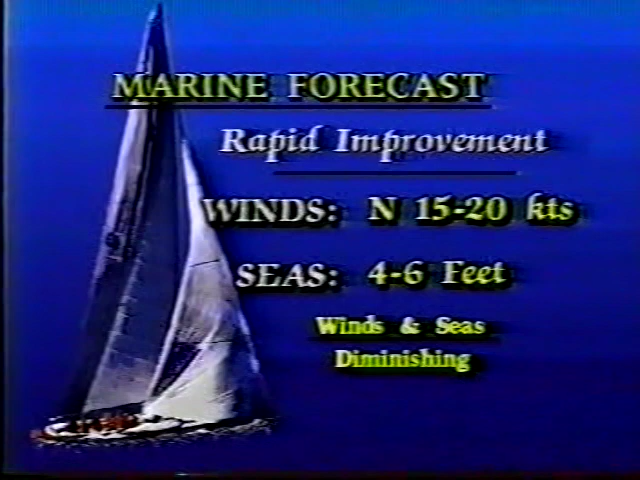 MARINE FORECAST
Rapid Improvement
WINDS: N 15-20 kts
SEAS: 4-6 Feet
Winds & Seas
Diminishing